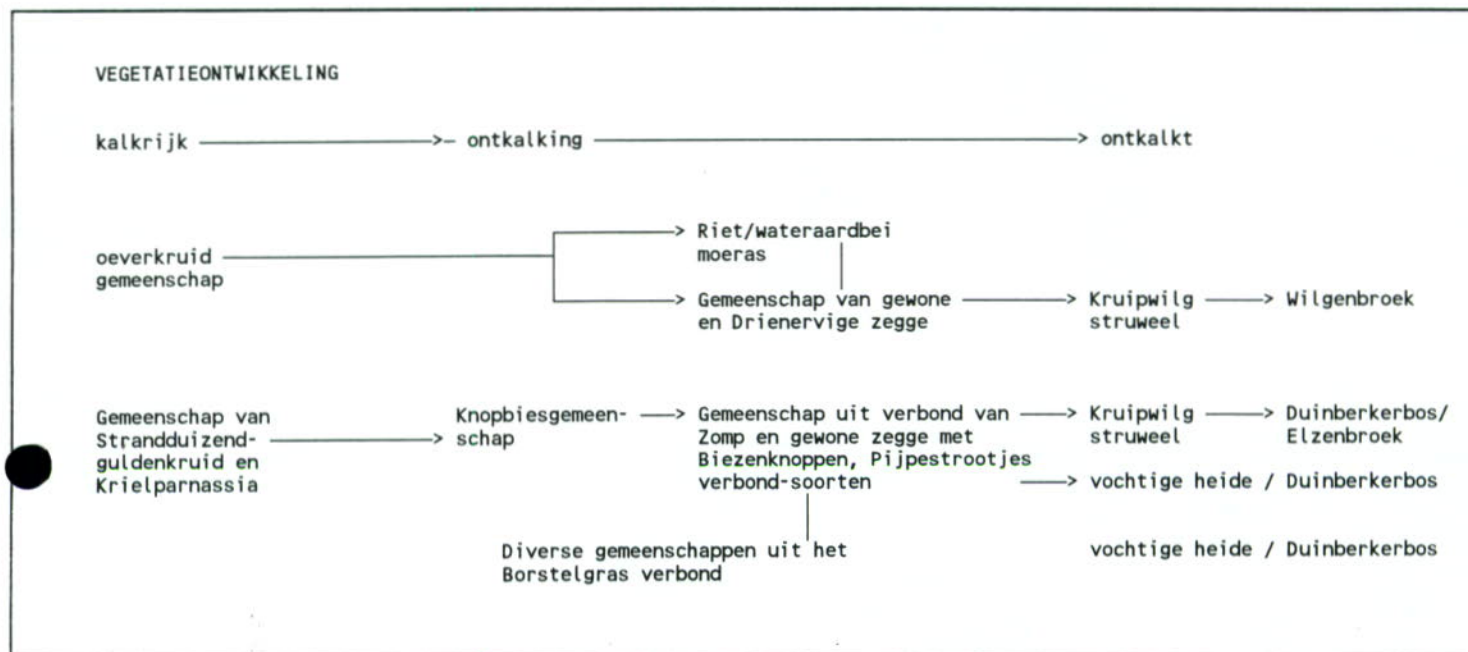 VEGETATIEONTWIKKELING
kalkrijk > ontkalking > ontkalkt
oeverkruid
gemeenschap
Riet/wateraardbei
moeras
Gemeenschap van gewone
en Drienervige zegge
Kruipwilg
struweel
Wilgenbroek
Gemeenschap van
Strandduizend-
guldenkruid en
Krielparnassia
Knopbiesgemeen-
schap
Gemeenschap uit verbond van
Zomp en gewone zegge met
Biezenknoppen, Pijpestrootjes
verbond-soorten
Kruipwilg
struweel
Duinberkerbos/
Elzenbroek
vochtige heide / Duinberkerbos
Diverse gemeenschappen uit het
Borstelgras verbond
vochtige heide / Duinberkerbos